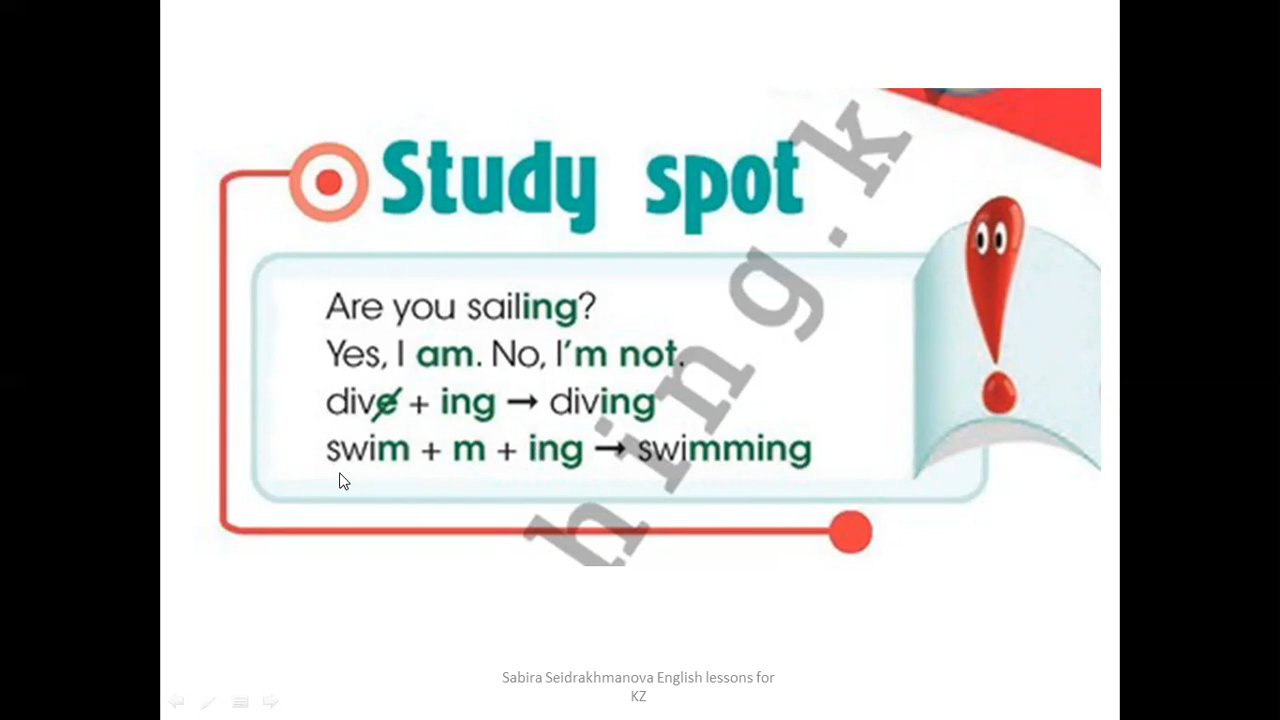 Study spot
Are you sailing?
Yes, I am. No, I'm not.
dive + ing → diving
swim + m + ing → swimming
hing.k
Sabira Seidrakhmanova English lessons for
KZ